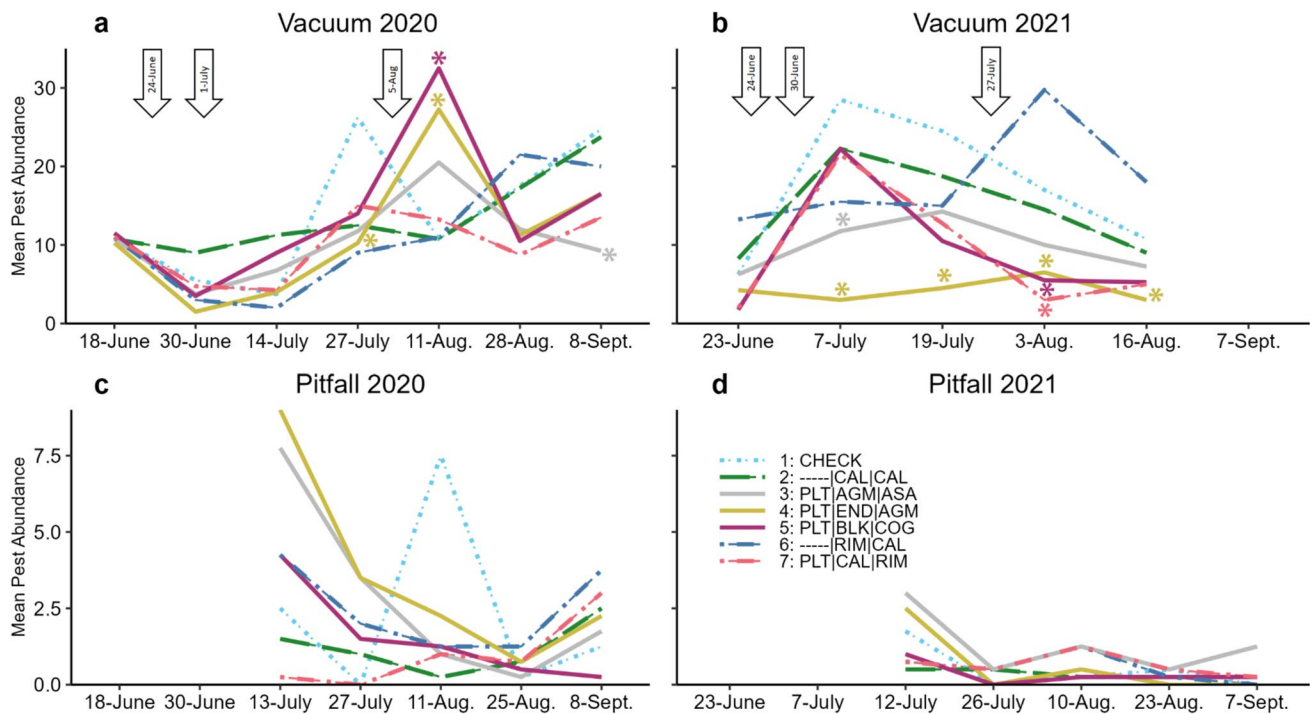 a Vacuum 2020
24-June
1-July
5-Aug
*
*
*
*
Mean Pest Abundance
30
20
10
0
18-June 30-June 14-July 27-July 11-Aug. 28-Aug. 8-Sept.
b Vacuum 2021
24-June
30-June
27-July
*
*
*
*
*
*
*
23-June 7-July 19-July 3-Aug. 16-Aug. 7-Sept.
c Pitfall 2020
Mean Pest Abundance
7.5
5.0
2.5
0.0
18-June 30-June 13-July 27-July 11-Aug. 25-Aug. 8-Sept.
d Pitfall 2021
1: CHECK
2: -----|CAL|CAL
3: PLT|AGM|ASA
4: PLT|END|AGM
5: PLT|BLK|COG
6: -----|RIM|CAL
7: PLT|CAL|RIM
23-June 7-July 12-July 26-July 10-Aug. 23-Aug. 7-Sept.